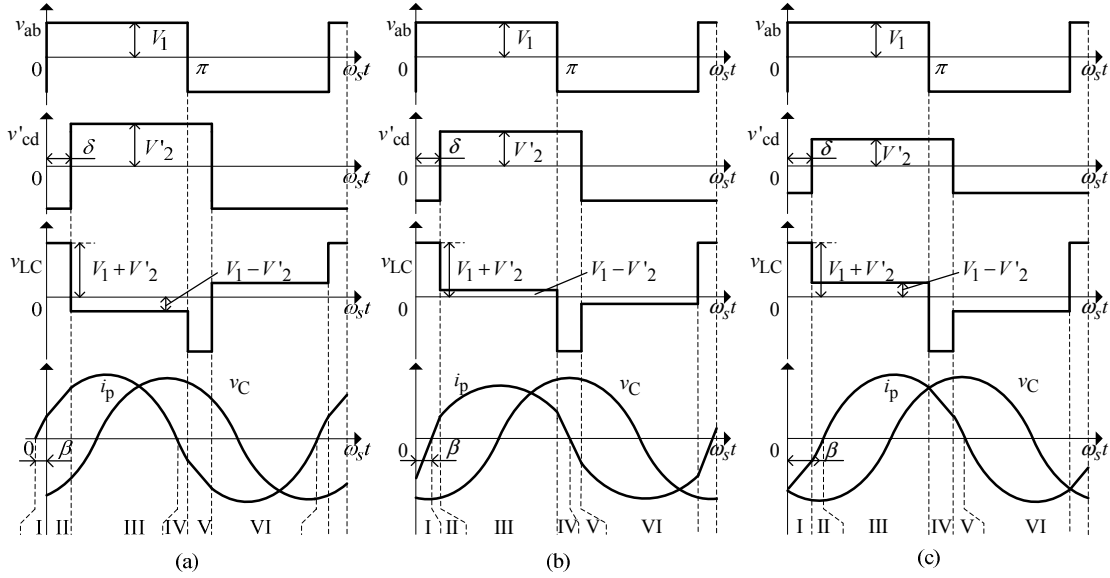 v_ab V_1 0 π ω_s t
v'_cd δ V'_2 0 ω_s t
v_LC V_1 + V'_2 V_1 − V'_2 0
i_p v_C 0 β ω_s t
I II III IV V VI
(a)
v_ab V_1 0 π ω_s t
v'_cd δ V'_2 0 ω_s t
v_LC V_1 + V'_2 V_1 − V'_2 0
i_p v_C 0 β ω_s t
I II III IV V VI
(b)
v_ab V_1 0 π ω_s t
v'_cd δ V'_2 0 ω_s t
v_LC V_1 + V'_2 V_1 − V'_2 0
i_p v_C 0 β ω_s t
I II III IV V VI
(c)